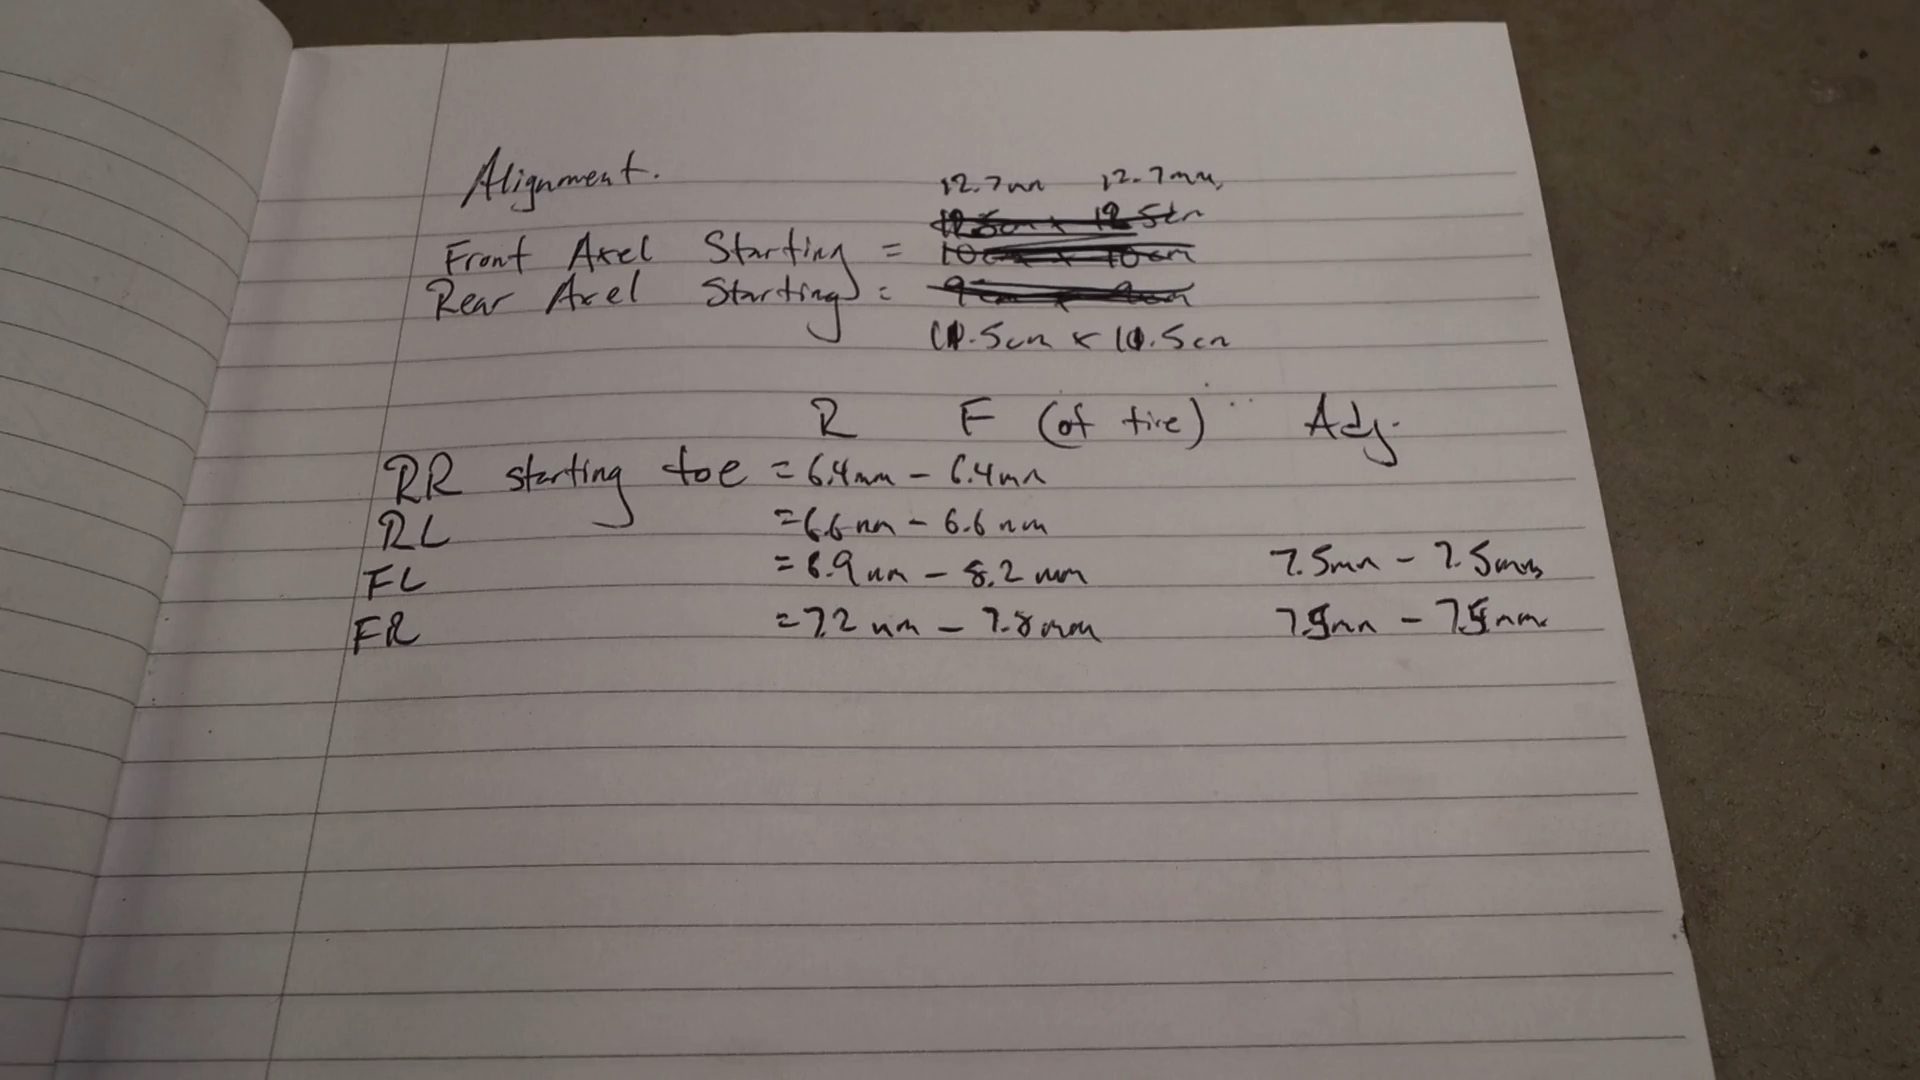 Alignment.
12.7mm 12.7mm
Front Axel Starting =
Rear Axel Starting =
10.5cm x 10.5cm
R F (of tire) Adj.
RR starting toe = 6.4mm - 6.4mm
RL = 6.6mm - 6.6mm
FL = 6.9mm - 8.2mm 7.5mm - 7.5mm
FR = 7.2mm - 7.8mm 7.5mm - 7.5mm